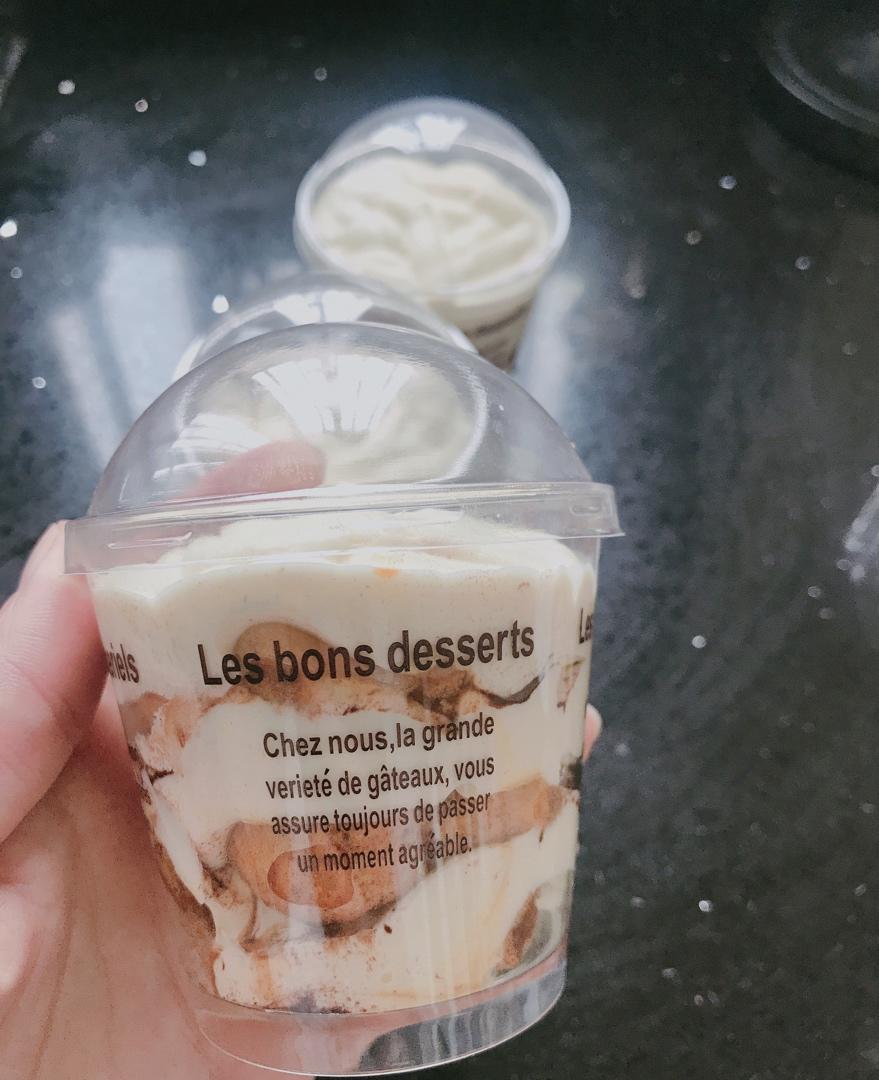 Les bons desserts
Chez nous,la grande
verieté de gâteaux, vous
assure toujours de passer
un moment agréable.